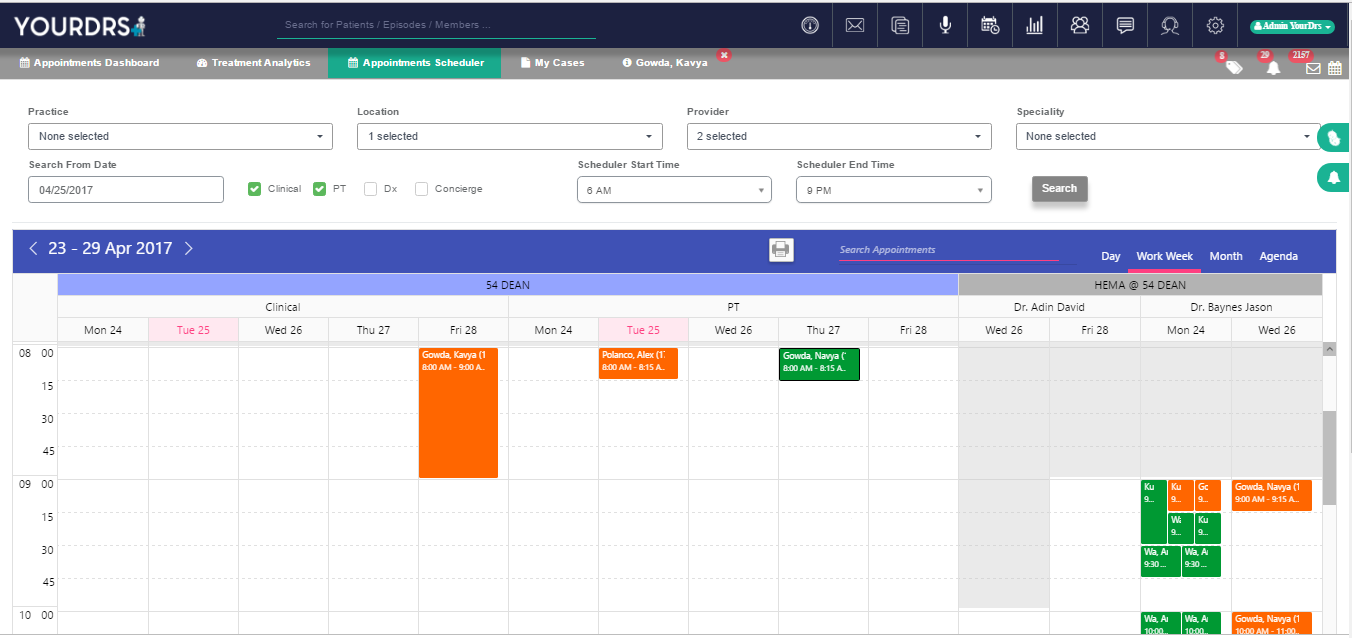 YOURDRS
Search for Patients / Episodes / Members ...
Admin YourDrs
Appointments Dashboard
Treatment Analytics
Appointments Scheduler
My Cases
Gowda, Kavya
8
29
2157
Practice
Location
Provider
Speciality
None selected
1 selected
2 selected
None selected
Search From Date
Scheduler Start Time
Scheduler End Time
04/25/2017
Clinical
PT
Dx
Concierge
6 AM
9 PM
Search
23 - 29 Apr 2017
Search Appointments
Day
Work Week
Month
Agenda
54 DEAN
HEMA @ 54 DEAN
Clinical
PT
Dr. Adin David
Dr. Baynes Jason
Mon 24
Tue 25
Wed 26
Thu 27
Fri 28
Mon 24
Tue 25
Wed 26
Thu 27
Fri 28
Wed 26
Fri 28
Mon 24
Wed 26
08 00
Gowda, Kavya (1
8:00 AM - 9:00 A..
Polanco, Alex (1
8:00 AM - 8:15 A..
Gowda, Navya (
8:00 AM - 8:15 A..
15
30
45
09 00
Ku
9...
Ku
9...
Gc
9...
Gowda, Navya (1
9:00 AM - 9:15 A..
15
Wa
9...
Ku
9...
30
Wa, A
9:30 ...
Wa, A
9:30 ...
45
10 00
Wa, A
10:00...
Wa, A
10:00...
Gowda, Navya (1
10:00 AM - 11:00...